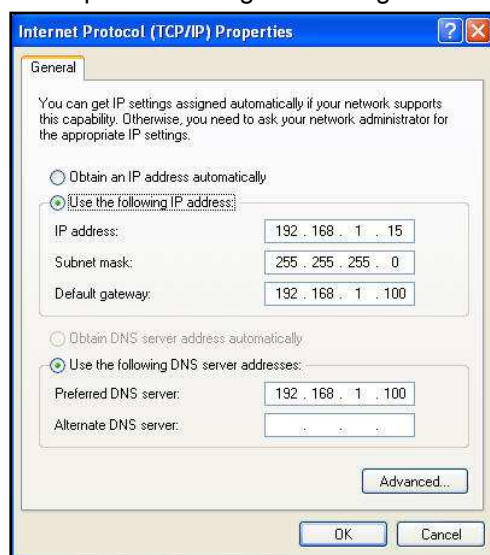 Internet Protocol (TCP/IP) Properties
General
You can get IP settings assigned automatically if your network supports
this capability. Otherwise, you need to ask your network administrator for
the appropriate IP settings.
Obtain an IP address automatically
Use the following IP address:
IP address: 192 . 168 . 1 . 15
Subnet mask: 255 . 255 . 255 . 0
Default gateway: 192 . 168 . 1 . 100
Obtain DNS server address automatically
Use the following DNS server addresses:
Preferred DNS server: 192 . 168 . 1 . 100
Alternate DNS server: . . .
Advanced...
OK Cancel